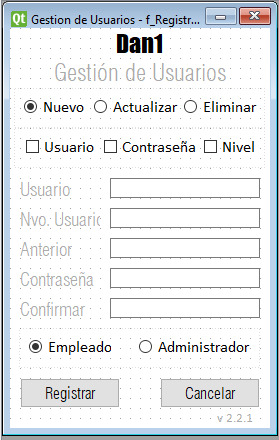 Qt Gestion de Usuarios - f_Registr...
Dan1
Gestión de Usuarios
Nuevo Actualizar Eliminar
Usuario Contraseña Nivel
Usuario
Nvo. Usuario
Anterior
Contraseña
Confirmar
Empleado Administrador
Registrar Cancelar
v 2.2.1